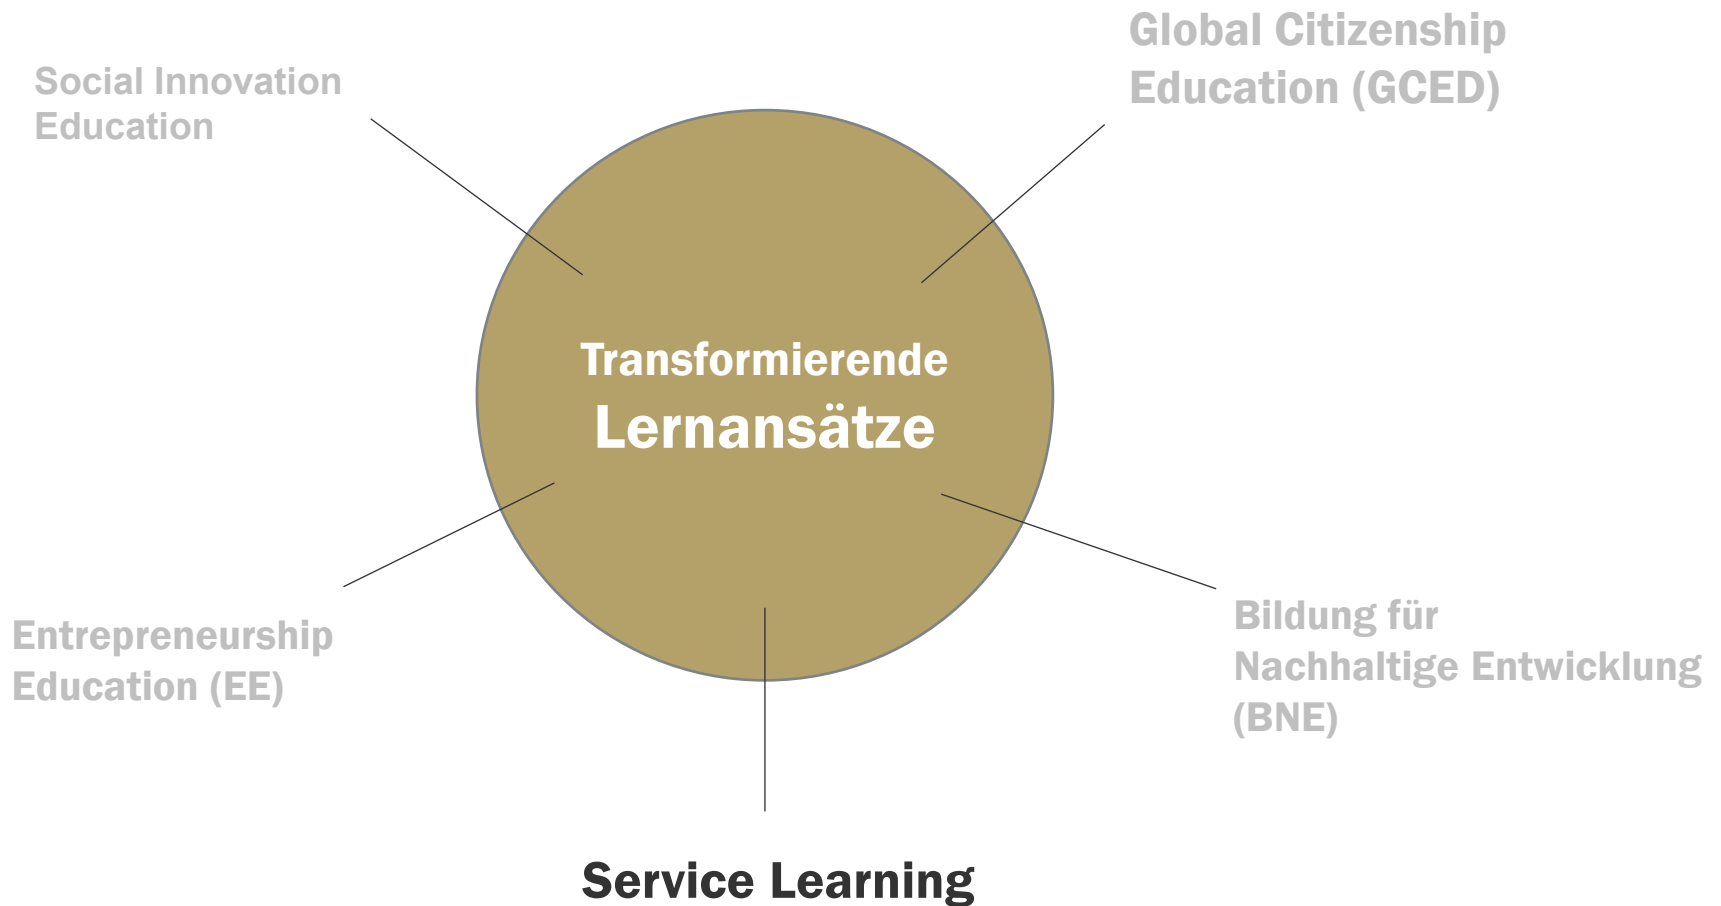 Global Citizenship
Education (GCED)
Social Innovation
Education
Transformierende
Lernansätze
Entrepreneurship
Education (EE)
Bildung für
Nachhaltige Entwicklung
(BNE)
Service Learning